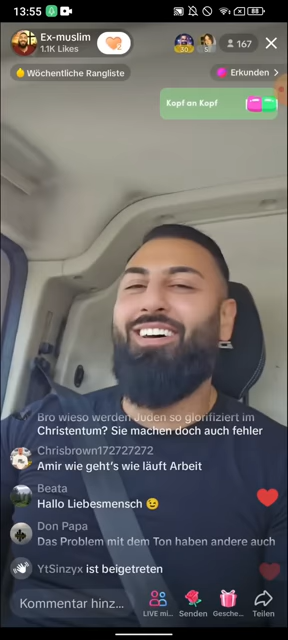 13:55
88
Ex-muslim
1.1K Likes
30
167
Wöchentliche Rangliste
Erkunden >
Kopf an Kopf
Bro wieso werden Juden so glorifiziert im
Christentum? Sie machen doch auch fehler
Chrisbrown172727272
Amir wie geht's wie läuft Arbeit
Beata
Hallo Liebesmensch 😉
Don Papa
Das Problem mit dem Ton haben andere auch
YtSinzyx ist beigetreten
Kommentar hinz...
LIVE mi...
Senden
Gesche...
Teilen